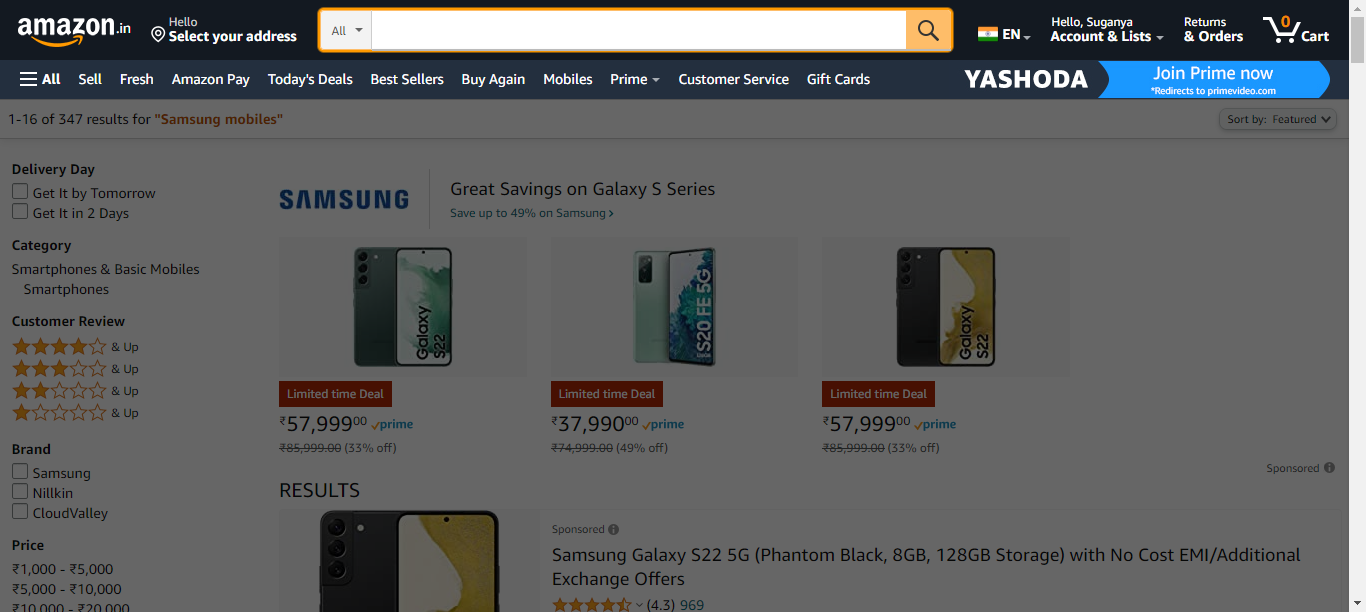 amazon.in
Hello
Select your address
All
EN
Hello, Suganya
Account & Lists
Returns
& Orders
0
Cart
All Sell Fresh Amazon Pay Today's Deals Best Sellers Buy Again Mobiles Prime Customer Service Gift Cards
YASHODA
Join Prime now
*Redirects to primevideo.com
1-16 of 347 results for "Samsung mobiles"
Sort by: Featured
Delivery Day
Get It by Tomorrow
Get It in 2 Days
Category
Smartphones & Basic Mobiles
Smartphones
Customer Review
& Up
& Up
& Up
& Up
Brand
Samsung
Nillkin
CloudValley
Price
₹1,000 - ₹5,000
₹5,000 - ₹10,000
₹10,000 - ₹20,000
SAMSUNG
Great Savings on Galaxy S Series
Save up to 49% on Samsung ›
Galaxy
S22
S20 FE 5G
Galaxy
S22
Limited time Deal
₹57,999.00 prime
₹85,999.00 (33% off)
Limited time Deal
₹37,990.00 prime
₹74,999.00 (49% off)
Limited time Deal
₹57,999.00 prime
₹85,999.00 (33% off)
Sponsored
RESULTS
Sponsored
Samsung Galaxy S22 5G (Phantom Black, 8GB, 128GB Storage) with No Cost EMI/Additional
Exchange Offers
(4.3) 969